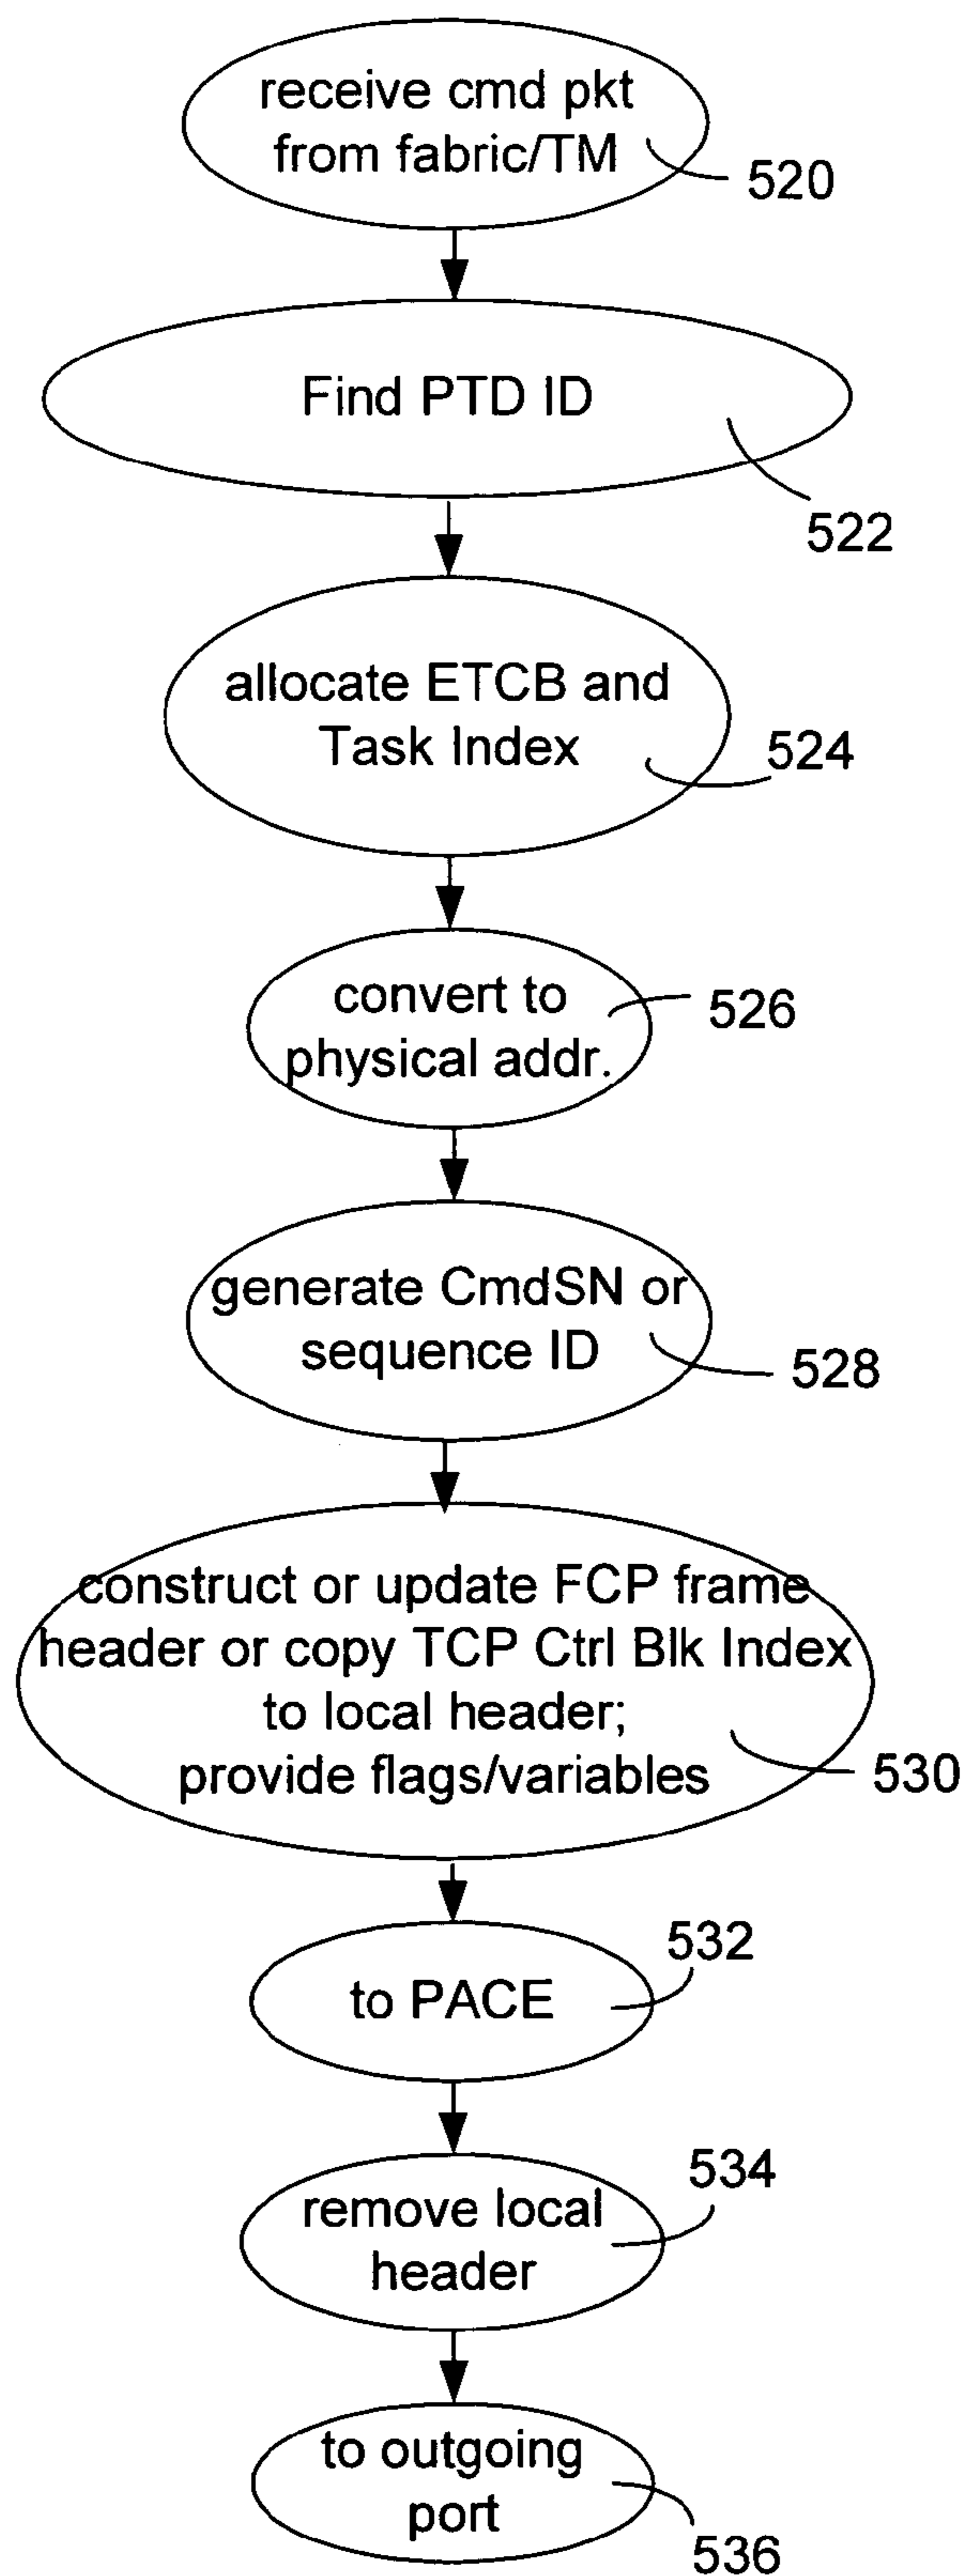 receive cmd pkt
from fabric/TM
520
Find PTD ID
522
allocate ETCB and
Task Index
524
convert to
physical addr.
526
generate CmdSN or
sequence ID
528
construct or update FCP frame
header or copy TCP Ctrl Blk Index
to local header;
provide flags/variables
530
to PACE
532
remove local
header
534
to outgoing
port
536